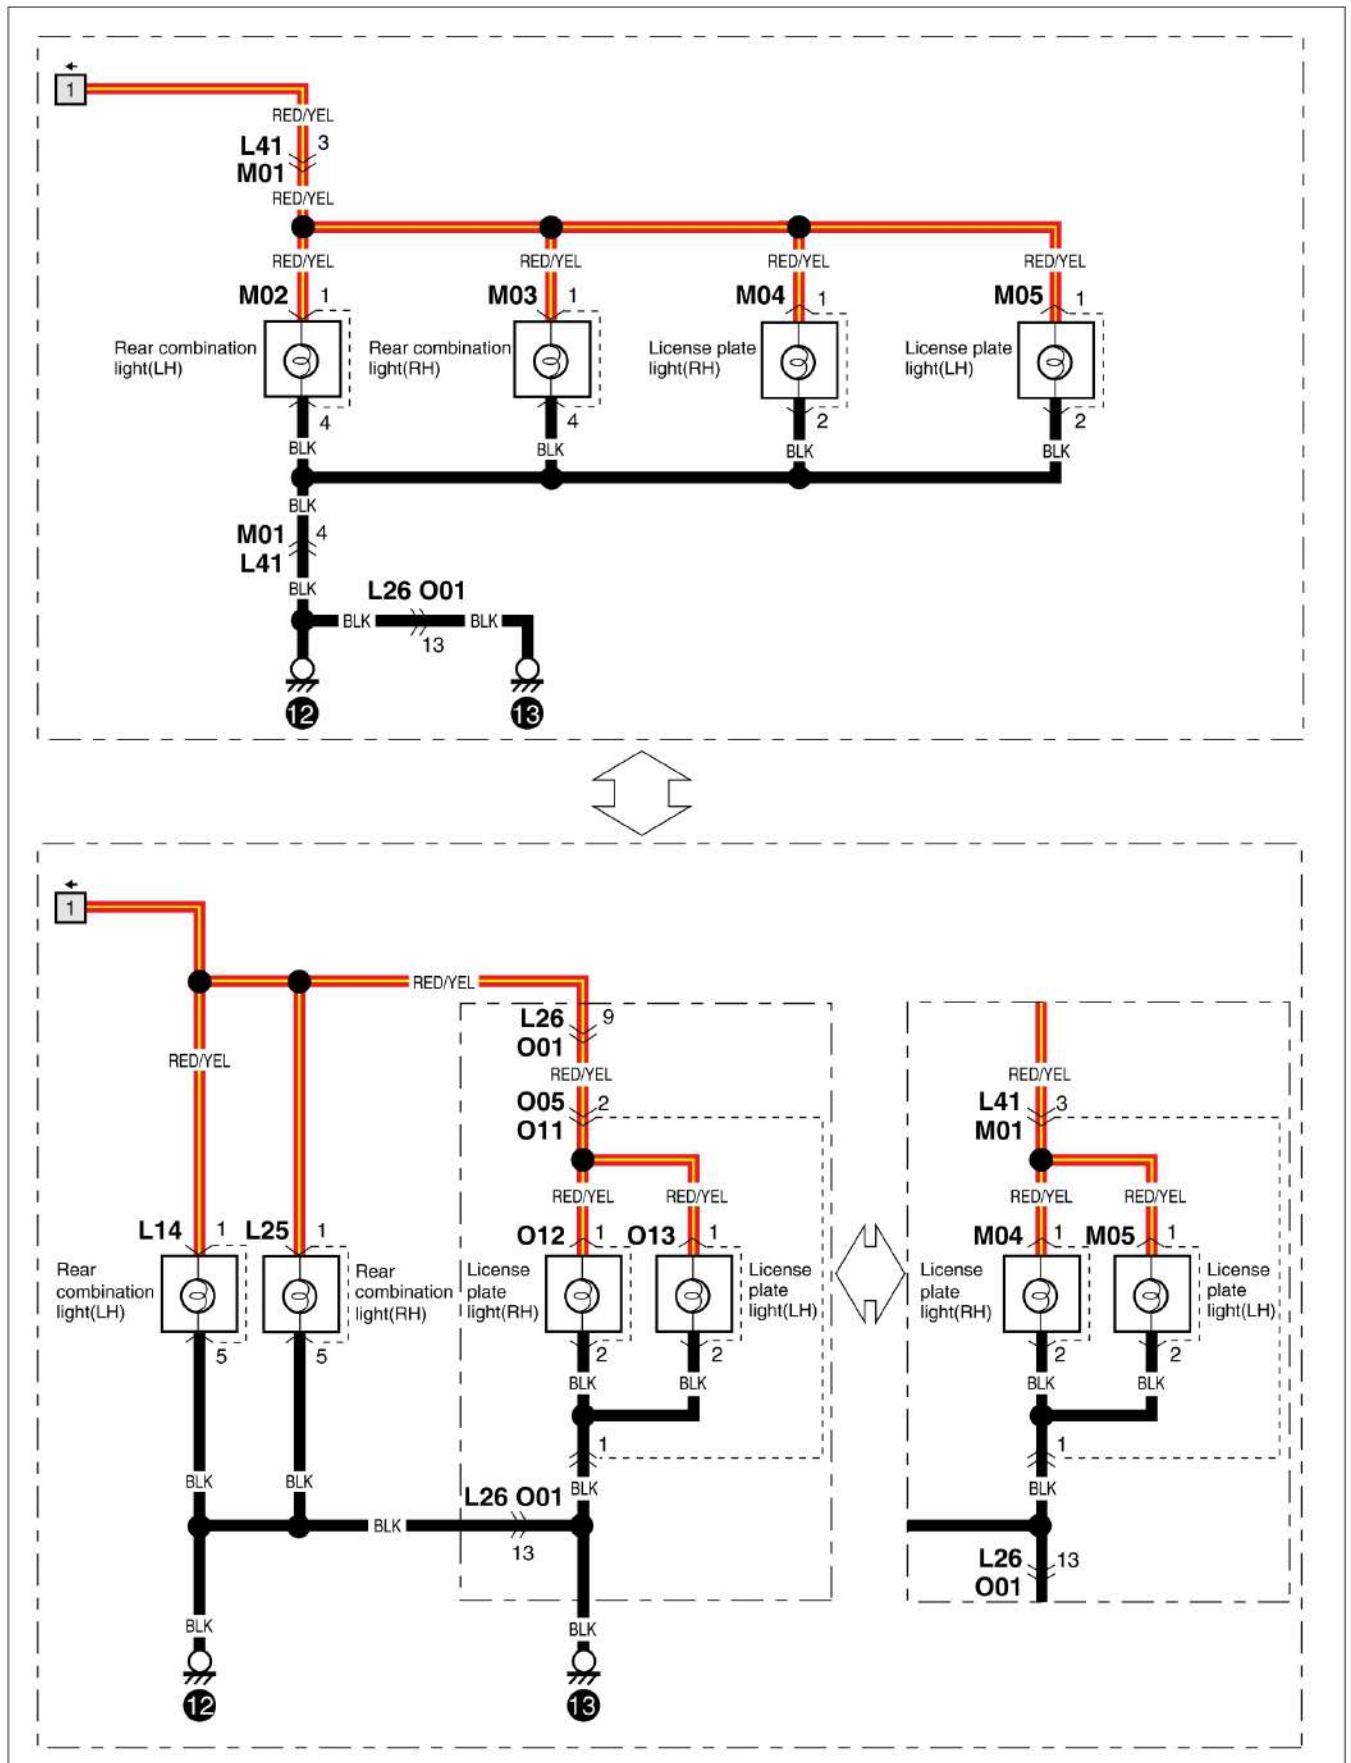 1
RED/YEL
L41 3
M01
RED/YEL
RED/YEL RED/YEL RED/YEL RED/YEL
M02 1 M03 1 M04 1 M05 1
Rear combination Rear combination License plate License plate
light(LH) light(RH) light(RH) light(LH)
4 4 2 2
BLK BLK BLK BLK
BLK
M01 4
L41
BLK L26 O01
BLK BLK
13
12 13
1
RED/YEL
L26 9
O01
RED/YEL RED/YEL RED/YEL
O05 2 L41 3
O11 M01
RED/YEL RED/YEL RED/YEL RED/YEL
L14 1 L25 1 O12 1 O13 1 M04 1 M05 1
Rear Rear License License License License
combination combination plate plate plate plate
light(LH) light(RH) light(RH) light(LH) light(RH) light(LH)
5 5 2 2 2 2
BLK BLK BLK BLK
1 1
BLK BLK BLK BLK
L26 O01
BLK
13
L26 13
O01
BLK BLK
12 13